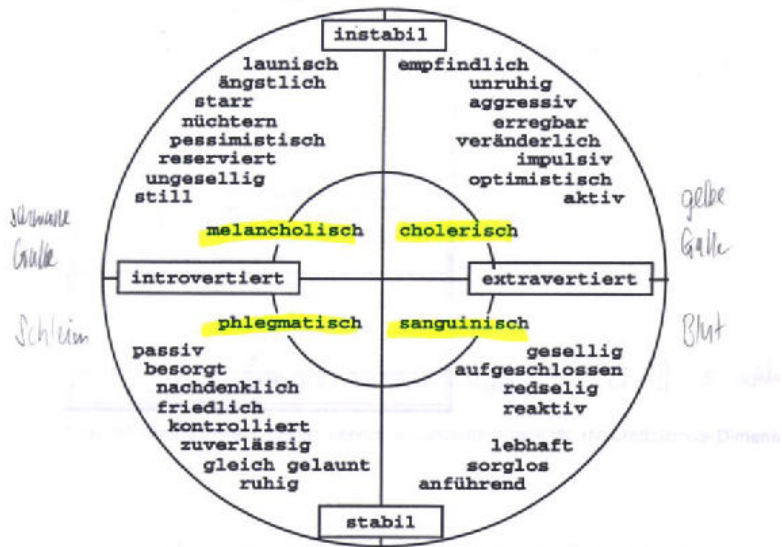 instabil
launisch
ängstlich
starr
nüchtern
pessimistisch
reserviert
ungesellig
still
empfindlich
unruhig
aggressiv
erregbar
veränderlich
impulsiv
optimistisch
aktiv
melancholisch
cholerisch
schwarze
Galle
gelbe
Galle
introvertiert
extravertiert
phlegmatisch
sanguinisch
Schleim
Blut
passiv
besorgt
nachdenklich
friedlich
kontrolliert
zuverlässig
gleich gelaunt
ruhig
gesellig
aufgeschlossen
redselig
reaktiv
lebhaft
sorglos
anführend
stabil